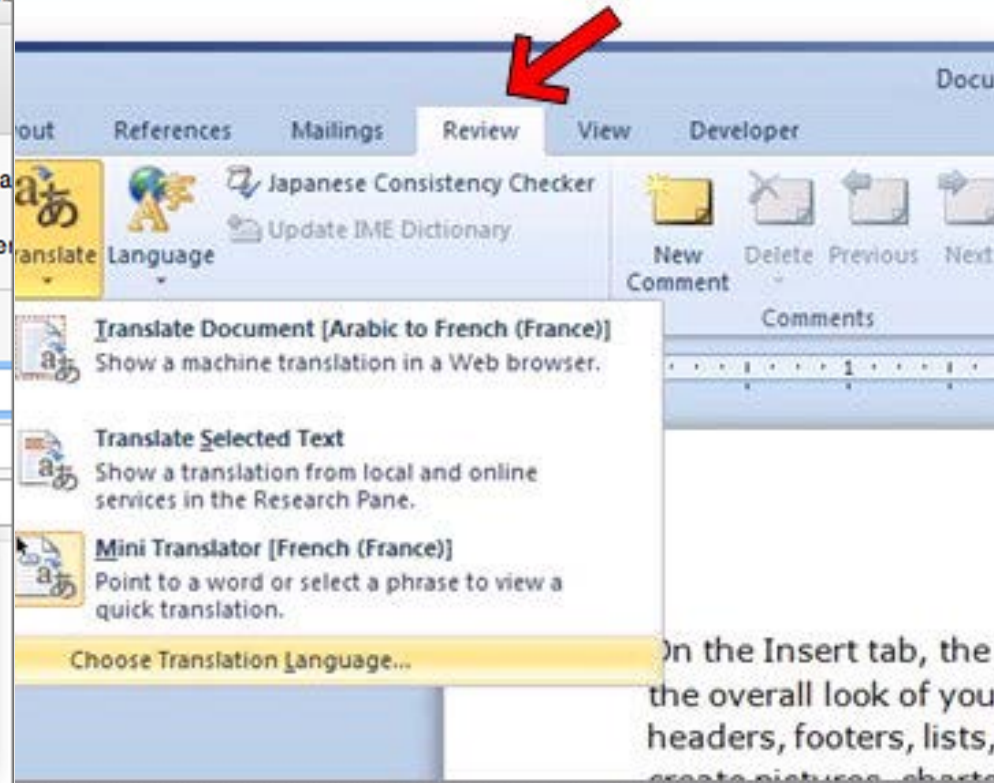 Docu
out References Mailings Review View Developer
Japanese Consistency Checker
Update IME Dictionary
ranslate Language
New Comment Delete Previous Next
Comments
Translate Document [Arabic to French (France)]
Show a machine translation in a Web browser.
1
Translate Selected Text
Show a translation from local and online
services in the Research Pane.
Mini Translator [French (France)]
Point to a word or select a phrase to view a
quick translation.
Choose Translation Language...
On the Insert tab, the
the overall look of you
headers, footers, lists,
create pictures, charts